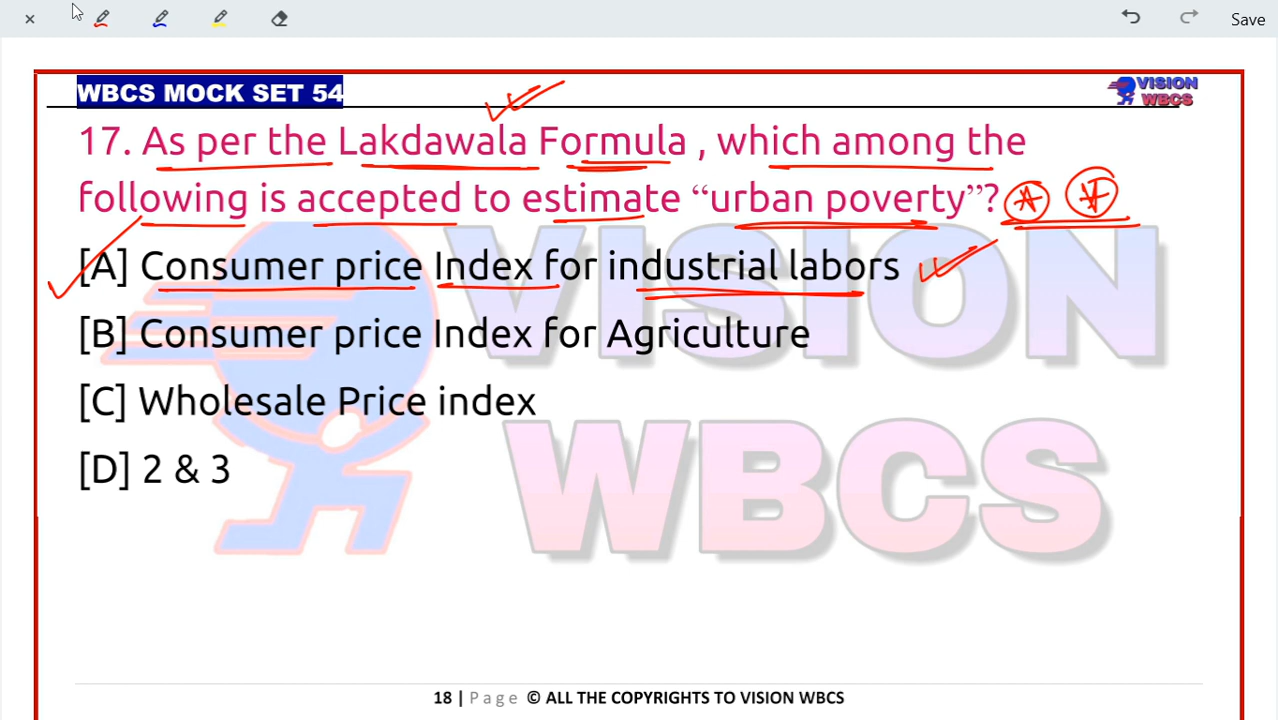 Save
WBCS MOCK SET 54
VISION
WBCS
17. As per the Lakdawala Formula , which among the
following is accepted to estimate “urban poverty”?
[A] Consumer price Index for industrial labors
[B] Consumer price Index for Agriculture
[C] Wholesale Price index
[D] 2 & 3
VISION
WBCS
18 | Page © ALL THE COPYRIGHTS TO VISION WBCS